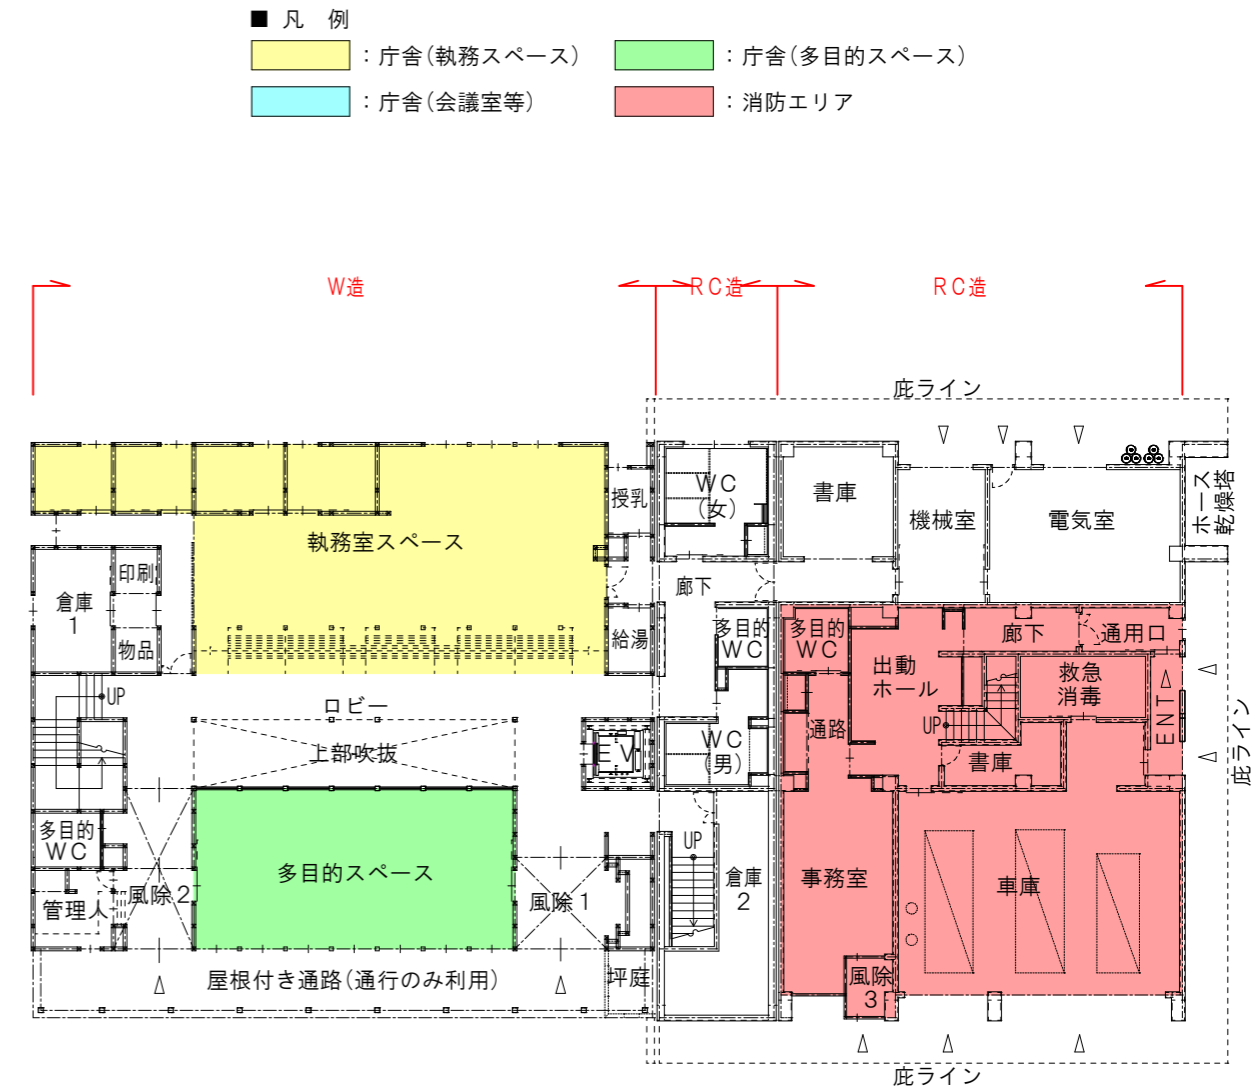 ■ 凡 例
：庁舎(執務スペース)
：庁舎(多目的スペース)
：庁舎(会議室等)
：消防エリア
W造
RC造
RC造
庇ライン
授乳
WC
(女)
書庫
機械室
電気室
ホース
乾燥塔
執務室スペース
印刷
倉庫
1
物品
廊下
給湯
多目的
WC
多目的
WC
出動
ホール
廊下
通用口
救急
消毒
UP
ロビー
上部吹抜
EV
WC
(男)
通路
UP
書庫
ENT
庇ライン
多目的
WC
管理人
風除2
多目的スペース
風除1
UP
倉庫
2
事務室
車庫
風除
3
屋根付き通路(通行のみ利用)
坪庭
庇ライン